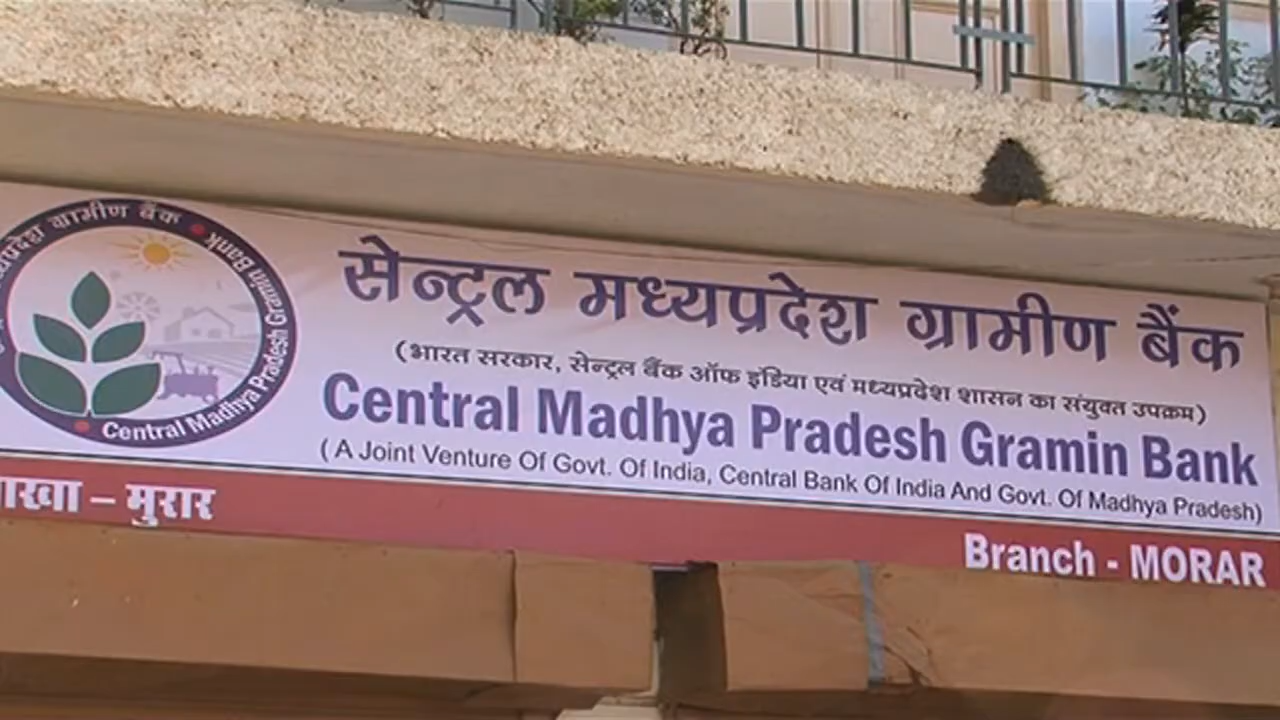 सेन्ट्रल मध्यप्रदेश ग्रामीण बैंक
(भारत सरकार, सेन्ट्रल बैंक ऑफ इंडिया एवं मध्यप्रदेश शासन का संयुक्त उपक्रम)
Central Madhya Pradesh Gramin Bank
( A Joint Venture Of Govt. Of India, Central Bank Of India And Govt. Of Madhya Pradesh)
ग्रामीण बैंक
Central Madhya Pradesh Gramin Bank
– मुरार
Branch - MORAR